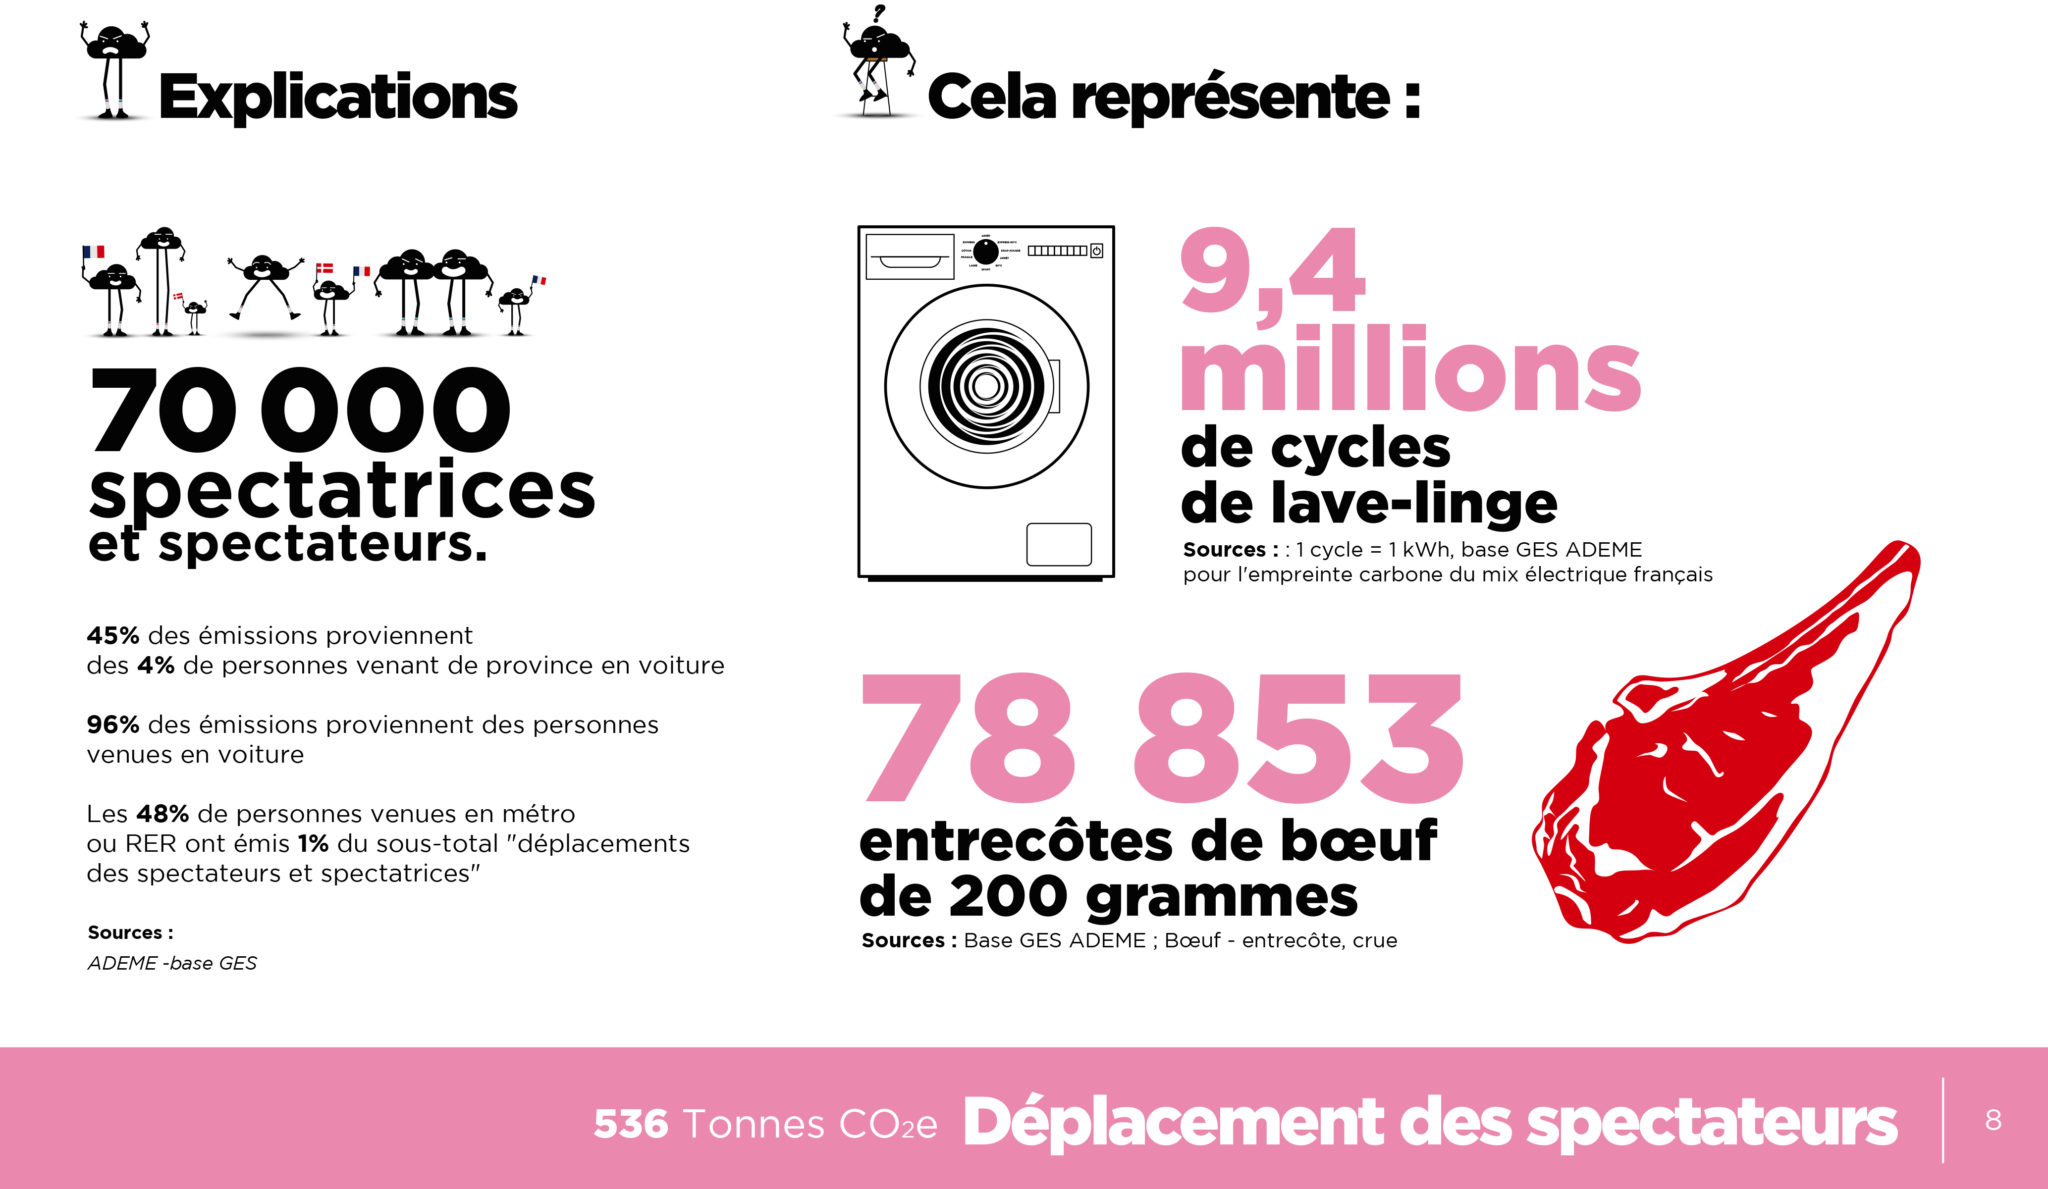 Explications
70 000
spectatrices
et spectateurs.
45% des émissions proviennent
des 4% de personnes venant de province en voiture
96% des émissions proviennent des personnes
venues en voiture
Les 48% de personnes venues en métro
ou RER ont émis 1% du sous-total "déplacements
des spectateurs et spectatrices"
Sources :
ADEME -base GES
?
Cela représente :
9,4
millions
de cycles
de lave-linge
Sources : : 1 cycle = 1 kWh, base GES ADEME
pour l'empreinte carbone du mix électrique français
78 853
entrecôtes de bœuf
de 200 grammes
Sources : Base GES ADEME ; Bœuf - entrecôte, crue
536 Tonnes CO₂e Déplacement des spectateurs
8